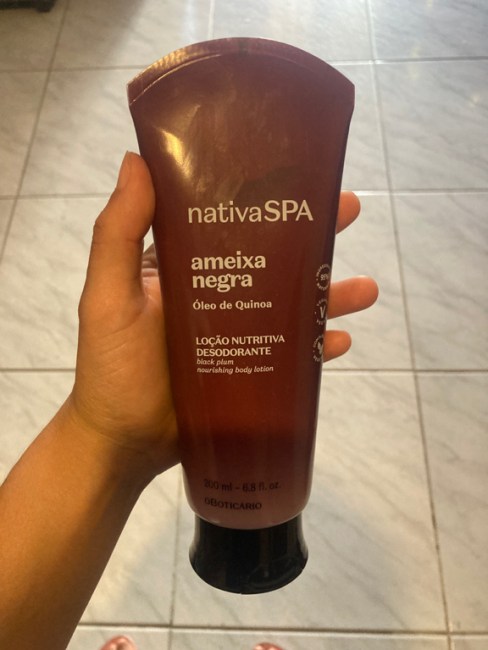 nativaSPA
ameixa
negra
Óleo de Quinoa
LOÇÃO NUTRITIVA
DESODORANTE
black plum
nourishing body lotion
200 ml - 6.8 fl. oz
OBOTICÁRIO